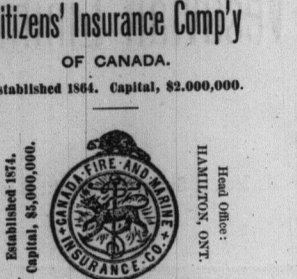 itizens' Insurance Comp'y
OF CANADA.
stablished 1864. Capital, $2.000,000.
Established 1874.
Capital, $5,000,000.
CANADA·FIRE·AND·MARINE
INSURANCE·CO.
Head Office:
HAMILTON, ONT.